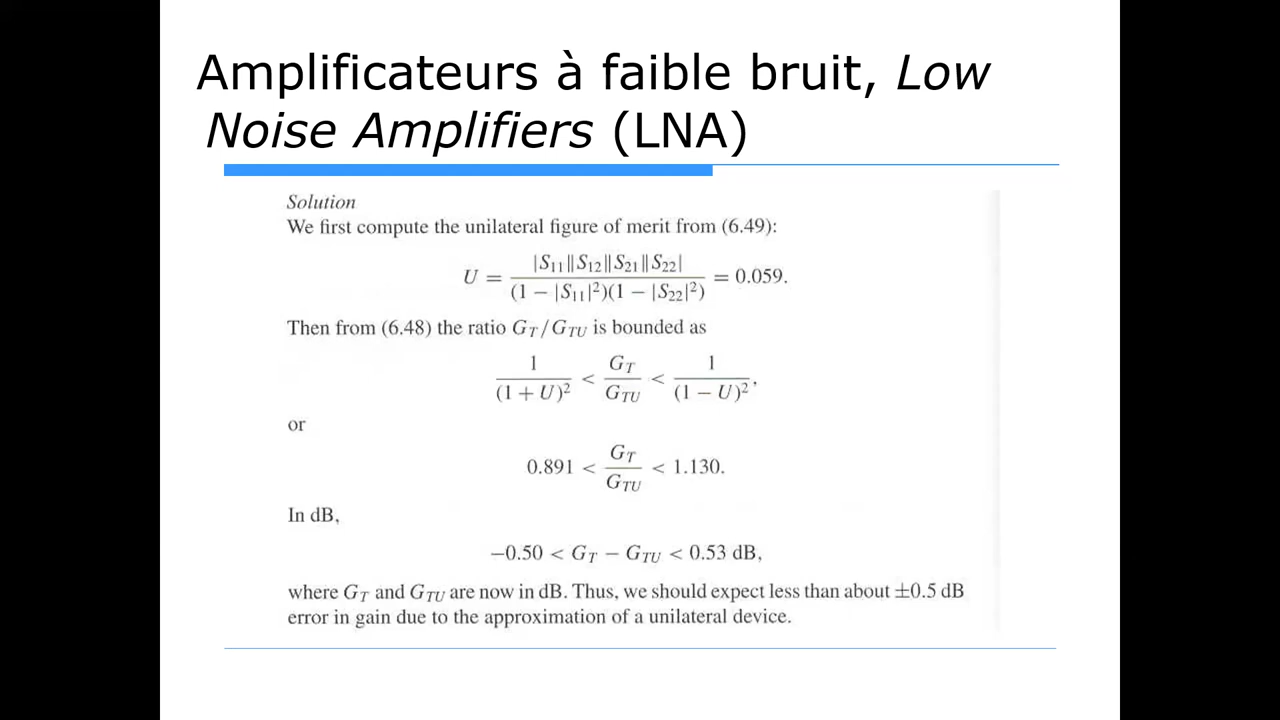 Amplificateurs à faible bruit, Low
Noise Amplifiers (LNA)
Solution
We first compute the unilateral figure of merit from (6.49):
U = |S11||S12||S21||S22| / (1 − |S11|²)(1 − |S22|²) = 0.059.
Then from (6.48) the ratio GT/GTU is bounded as
1 / (1 + U)² < GT / GTU < 1 / (1 − U)²,
or
0.891 < GT / GTU < 1.130.
In dB,
−0.50 < GT − GTU < 0.53 dB,
where GT and GTU are now in dB. Thus, we should expect less than about ±0.5 dB
error in gain due to the approximation of a unilateral device.